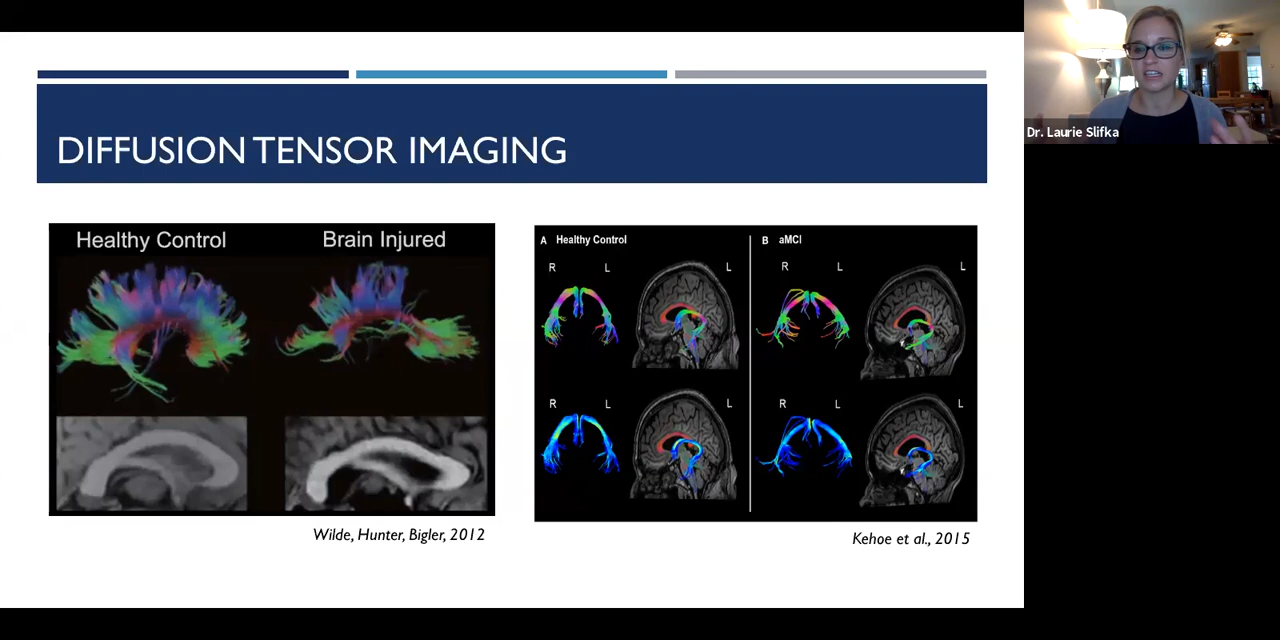 DIFFUSION TENSOR IMAGING
Healthy Control
Brain Injured
Wilde, Hunter, Bigler, 2012
A Healthy Control
B aMCI
R L L
R L L
R L L
R L L
Kehoe et al., 2015
Dr. Laurie Slifka